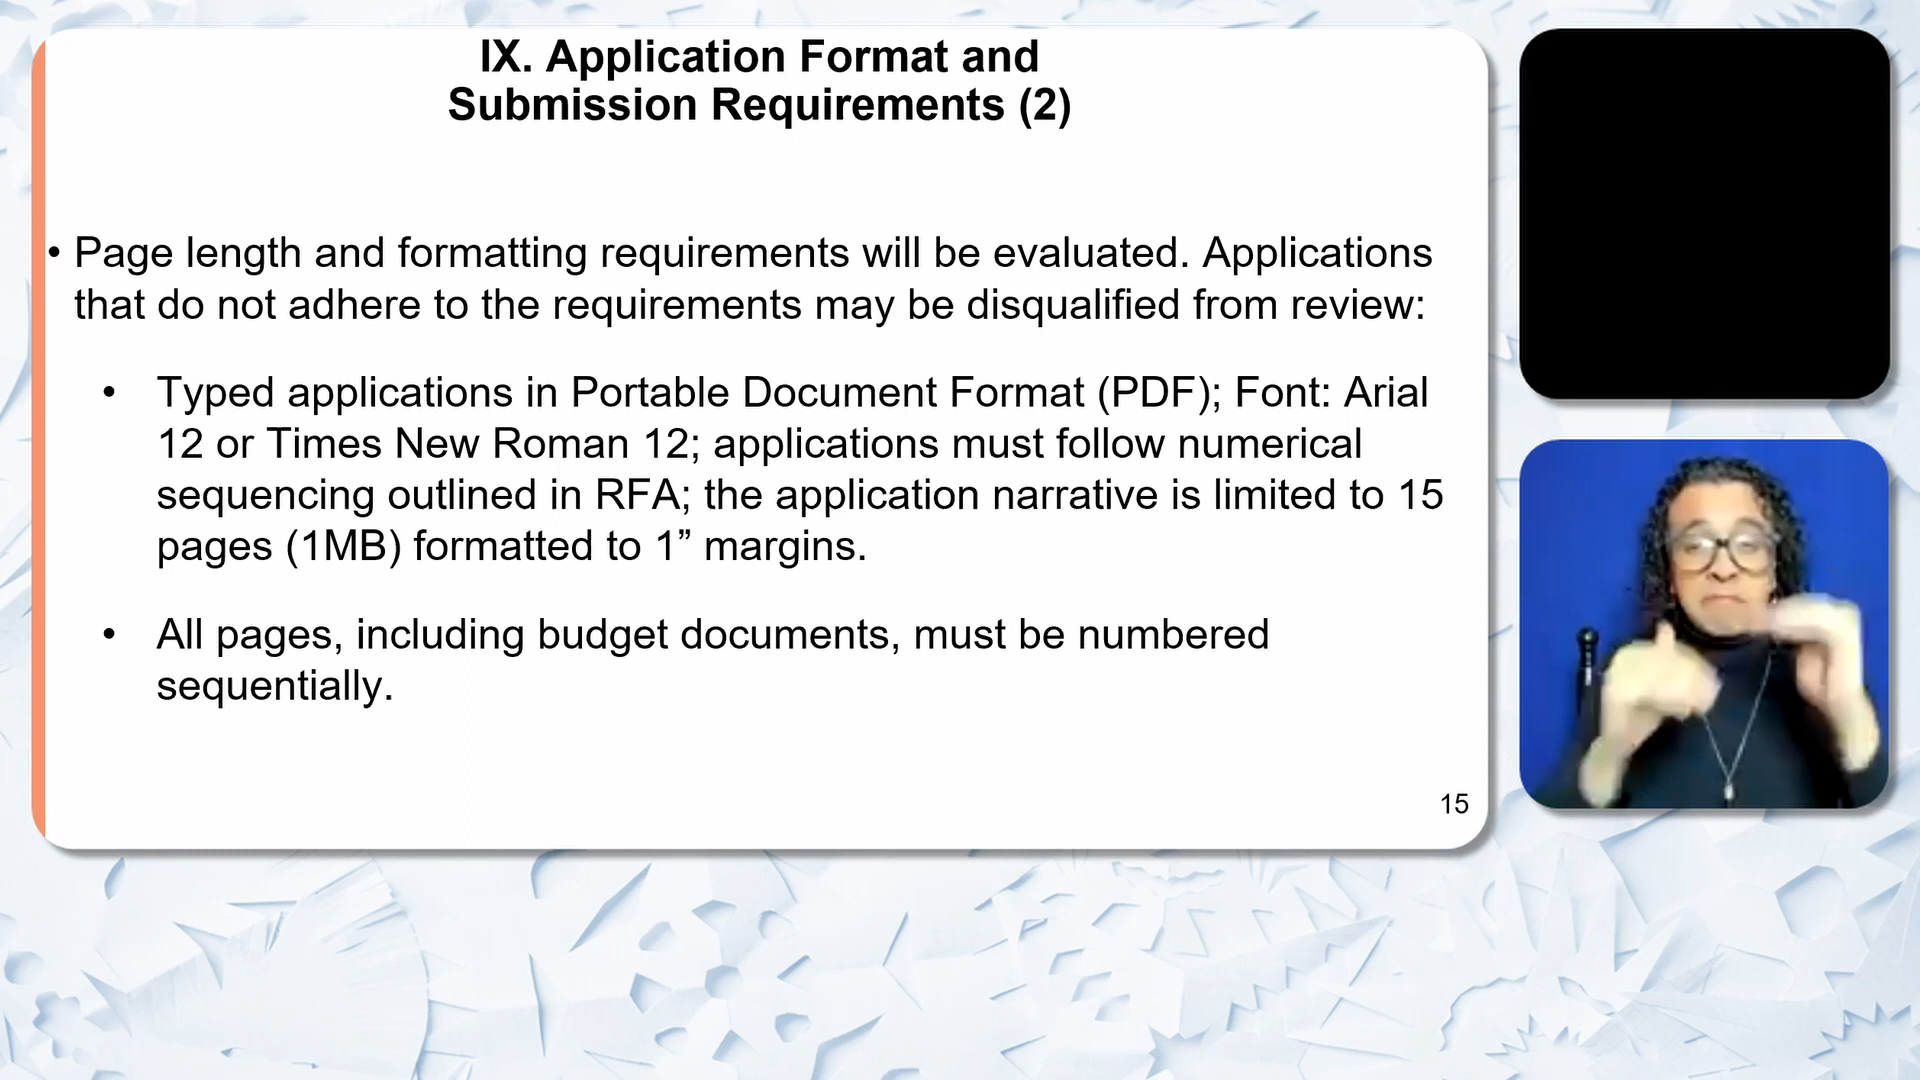 IX. Application Format and
Submission Requirements (2)
• Page length and formatting requirements will be evaluated. Applications
that do not adhere to the requirements may be disqualified from review:
• Typed applications in Portable Document Format (PDF); Font: Arial
12 or Times New Roman 12; applications must follow numerical
sequencing outlined in RFA; the application narrative is limited to 15
pages (1MB) formatted to 1” margins.
• All pages, including budget documents, must be numbered
sequentially.
15